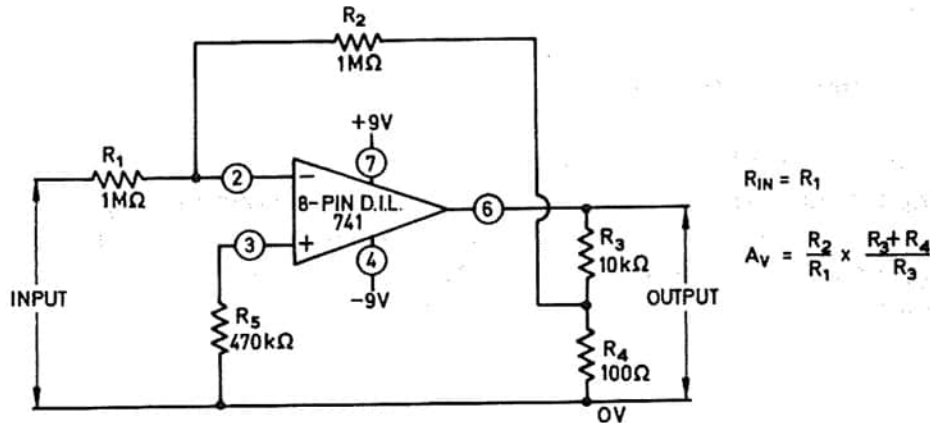 R2
1MΩ
+9V
R1
1MΩ
7
2
−
8-PIN D.I.L.
741
6
3
+
4
−9V
R3
10kΩ
INPUT
OUTPUT
R5
470kΩ
R4
100Ω
0V
RIN = R1
AV = R2/R1 x R3+R4/R3